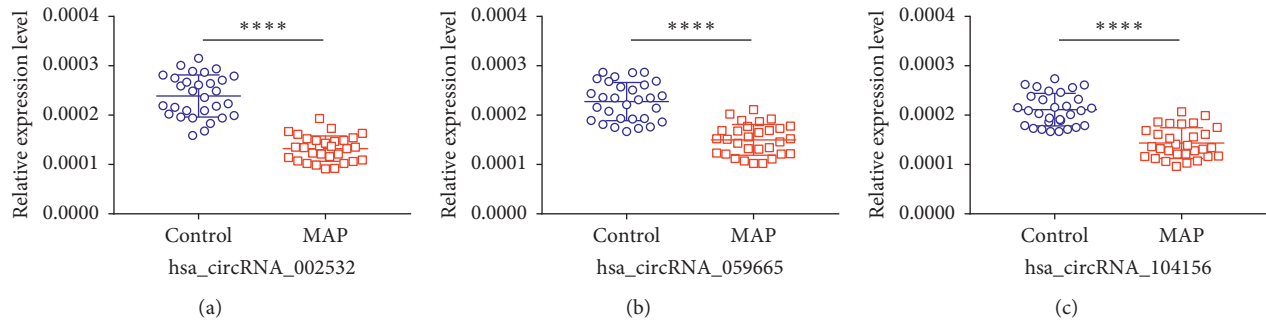 Relative expression level
0.0004
0.0003
0.0002
0.0001
0.0000
****
Control MAP
hsa_circRNA_002532
(a)
Relative expression level
0.0004
0.0003
0.0002
0.0001
0.0000
****
Control MAP
hsa_circRNA_059665
(b)
Relative expression level
0.0004
0.0003
0.0002
0.0001
0.0000
****
Control MAP
hsa_circRNA_104156
(c)